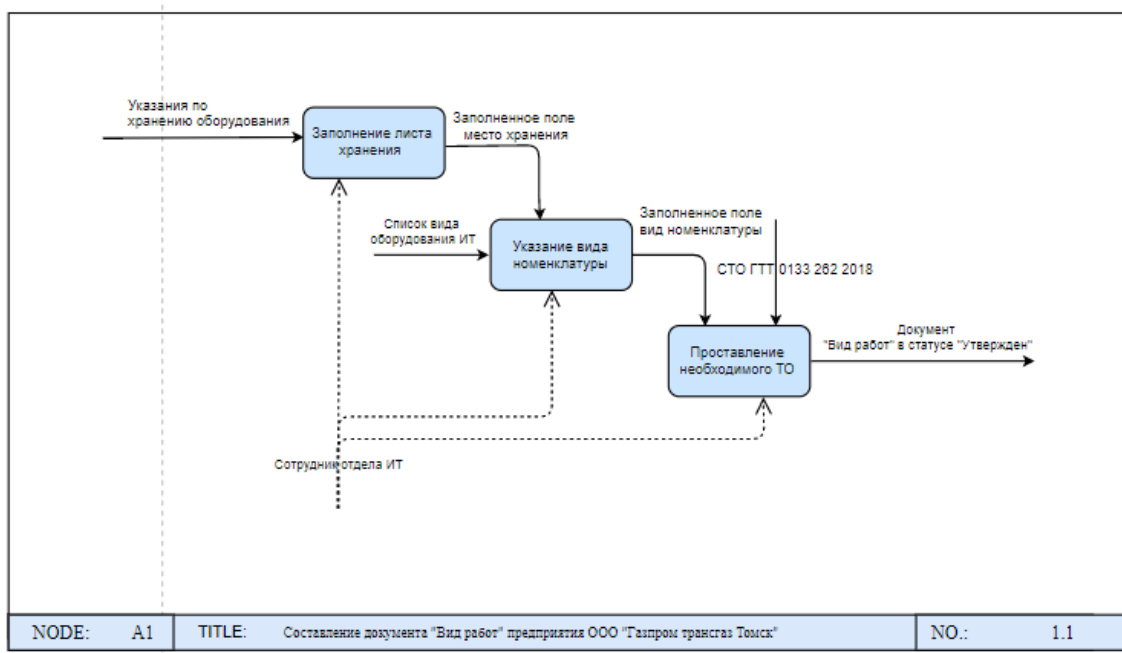 Указания по
хранению оборудования
Заполнение листа
хранения
Заполненное поле
место хранения
Список вида
оборудования ИТ
Указание вида
номенклатуры
Заполненное поле
вид номенклатуры
СТО ГТТ 0133 262 2018
Проставление
необходимого ТО
Документ
"Вид работ" в статусе "Утвержден"
Сотрудник отдела ИТ
NODE: A1
TITLE: Составление документа "Вид работ" предприятия ООО "Газпром трансгаз Томск"
NO.: 1.1